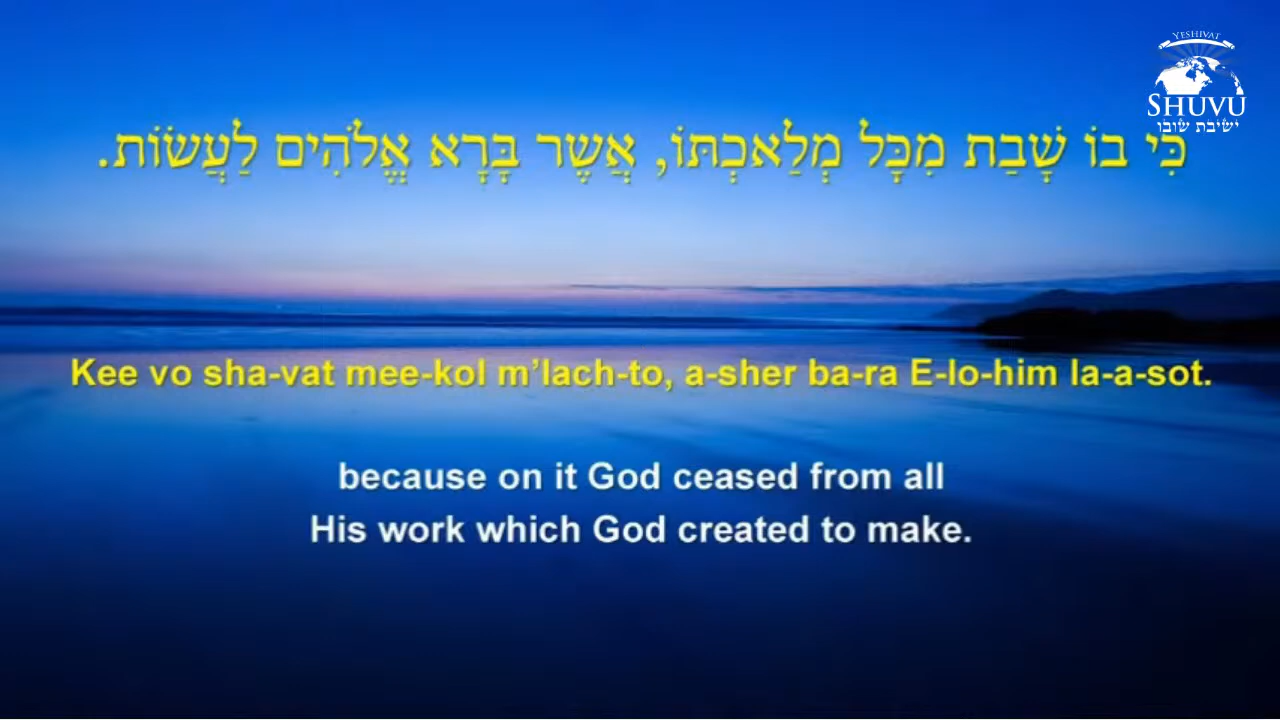 YESHIVAT
SHUVU
ישיבת שובו
כִּי בוֹ שָׁבַת מִכָּל מְלַאכְתּוֹ, אֲשֶׁר בָּרָא אֱלֹהִים לַעֲשׂוֹת.
Kee vo sha-vat mee-kol m’lach-to, a-sher ba-ra E-lo-him la-a-sot.
because on it God ceased from all
His work which God created to make.